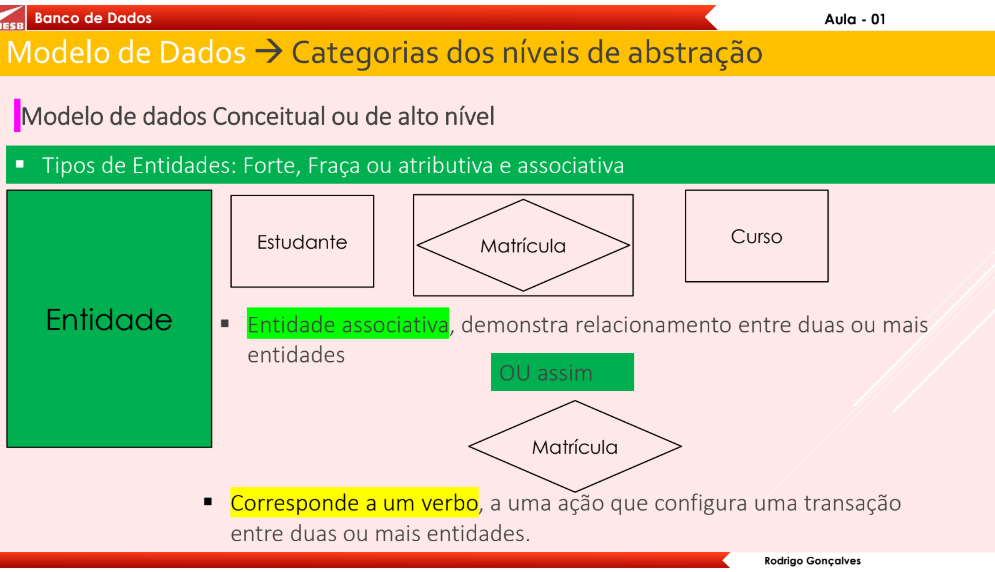 IESB
Banco de Dados
Aula - 01
Modelo de Dados → Categorias dos níveis de abstração
Modelo de dados Conceitual ou de alto nível
▪ Tipos de Entidades: Forte, Fraça ou atributiva e associativa
Entidade
Estudante
Matrícula
Curso
▪ Entidade associativa, demonstra relacionamento entre duas ou mais
entidades
OU assim
Matrícula
▪ Corresponde a um verbo, a uma ação que configura uma transação
entre duas ou mais entidades.
Rodrigo Gonçalves